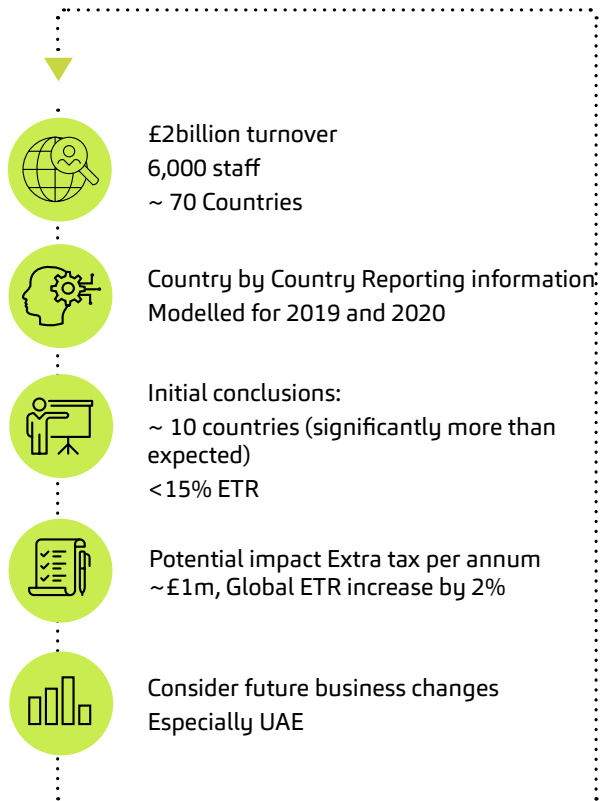 £2billion turnover
6,000 staff
~ 70 Countries
Country by Country Reporting information
Modelled for 2019 and 2020
Initial conclusions:
~ 10 countries (significantly more than
expected)
<15% ETR
Potential impact Extra tax per annum
~£1m, Global ETR increase by 2%
Consider future business changes
Especially UAE